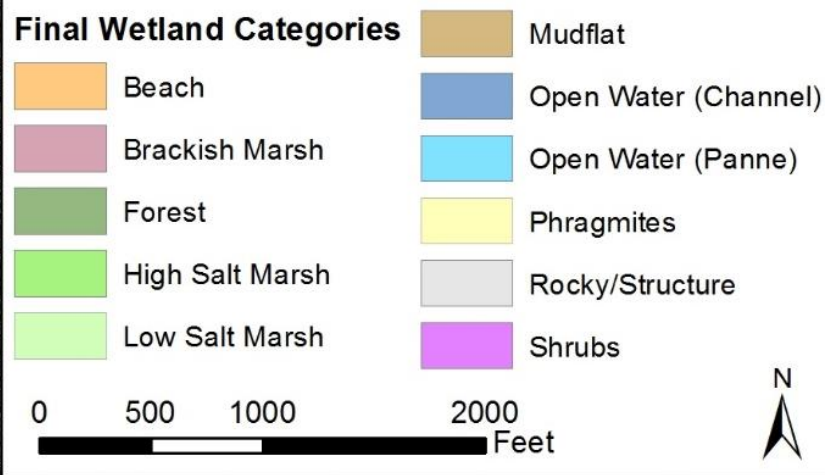 Final Wetland Categories
Beach
Brackish Marsh
Forest
High Salt Marsh
Low Salt Marsh
Mudflat
Open Water (Channel)
Open Water (Panne)
Phragmites
Rocky/Structure
Shrubs
0 500 1000 2000
Feet
N